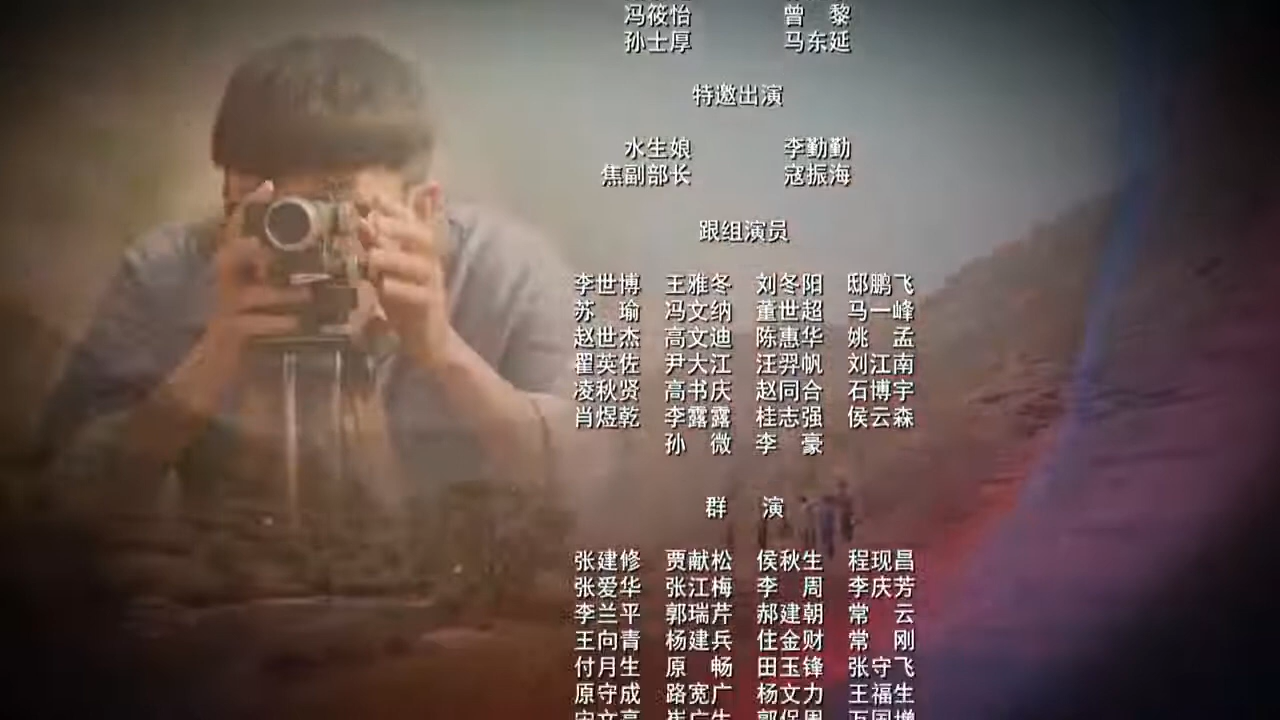 冯筱怡 曾 黎
孙士厚 马东延
特邀出演
水生娘 李勤勤
焦副部长 寇振海
跟组演员
李世博 王雅冬 刘冬阳 邸鹏飞
苏 瑜 冯文纳 董世超 马一峰
赵世杰 高文迪 陈惠华 姚 孟
瞿英佐 尹大江 汪羿帆 刘江南
凌秋贤 高书庆 赵同合 石博宇
肖煜乾 李露露 桂志强 侯云森
孙 微 李 豪
群 演
张建修 贾献松 侯秋生 程现昌
张爱华 张江梅 李 周 李庆芳
李兰平 郭瑞芹 郝建朝 常 云
王向青 杨建兵 住金财 常 刚
付月生 原 畅 田玉锋 张守飞
原守成 路宽广 杨文力 王福生